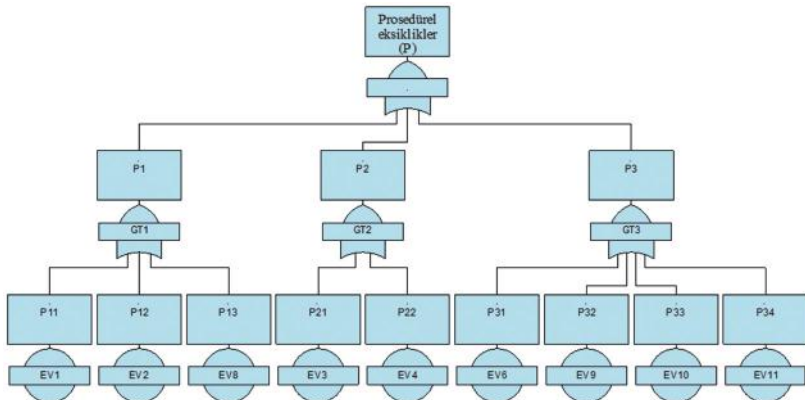 Prosedürel
eksiklikler
(P)
P1
P2
P3
GT1
GT2
GT3
P11
P12
P13
P21
P22
P31
P32
P33
P34
EV1
EV2
EV8
EV3
EV4
EV6
EV9
EV10
EV11